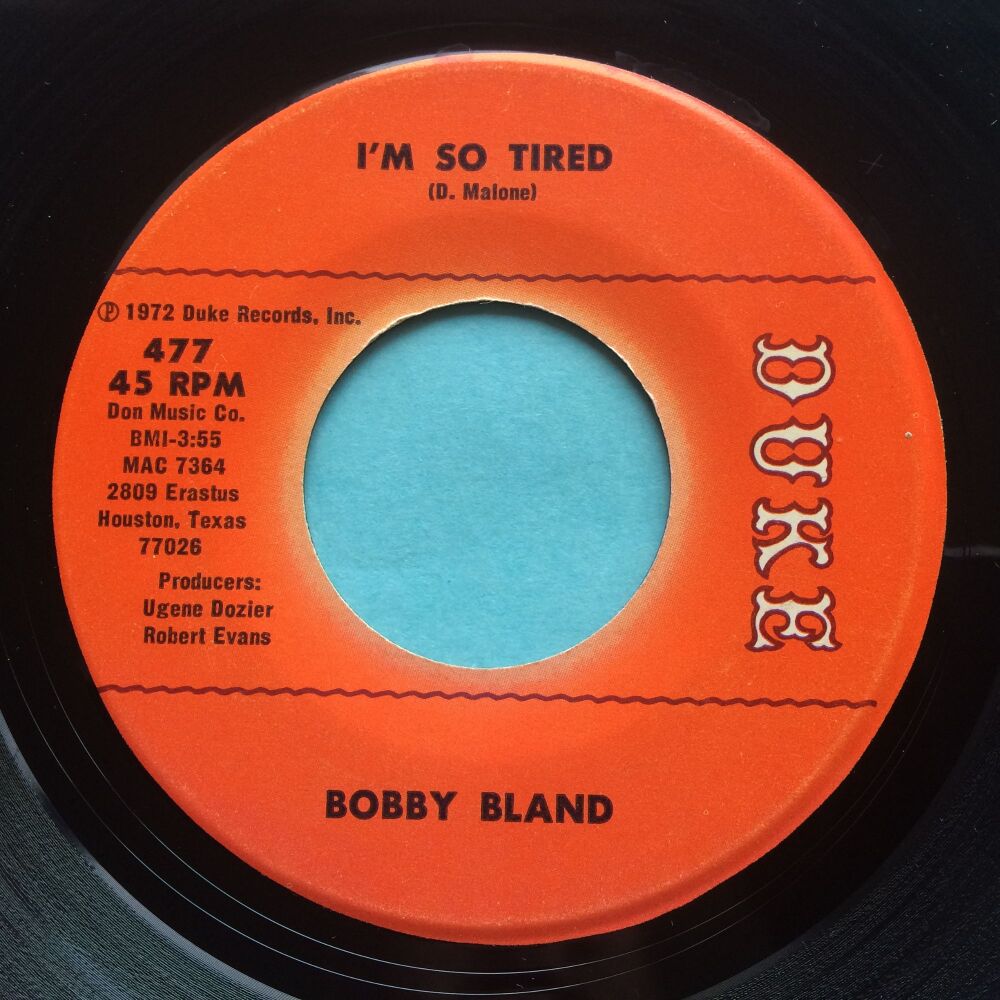 I'M SO TIRED
(D. Malone)
℗ 1972 Duke Records, Inc.
477
45 RPM
Don Music Co.
BMI-3:55
MAC 7364
2809 Erastus
Houston, Texas
77026
Producers:
Ugene Dozier
Robert Evans
DUKE
BOBBY BLAND